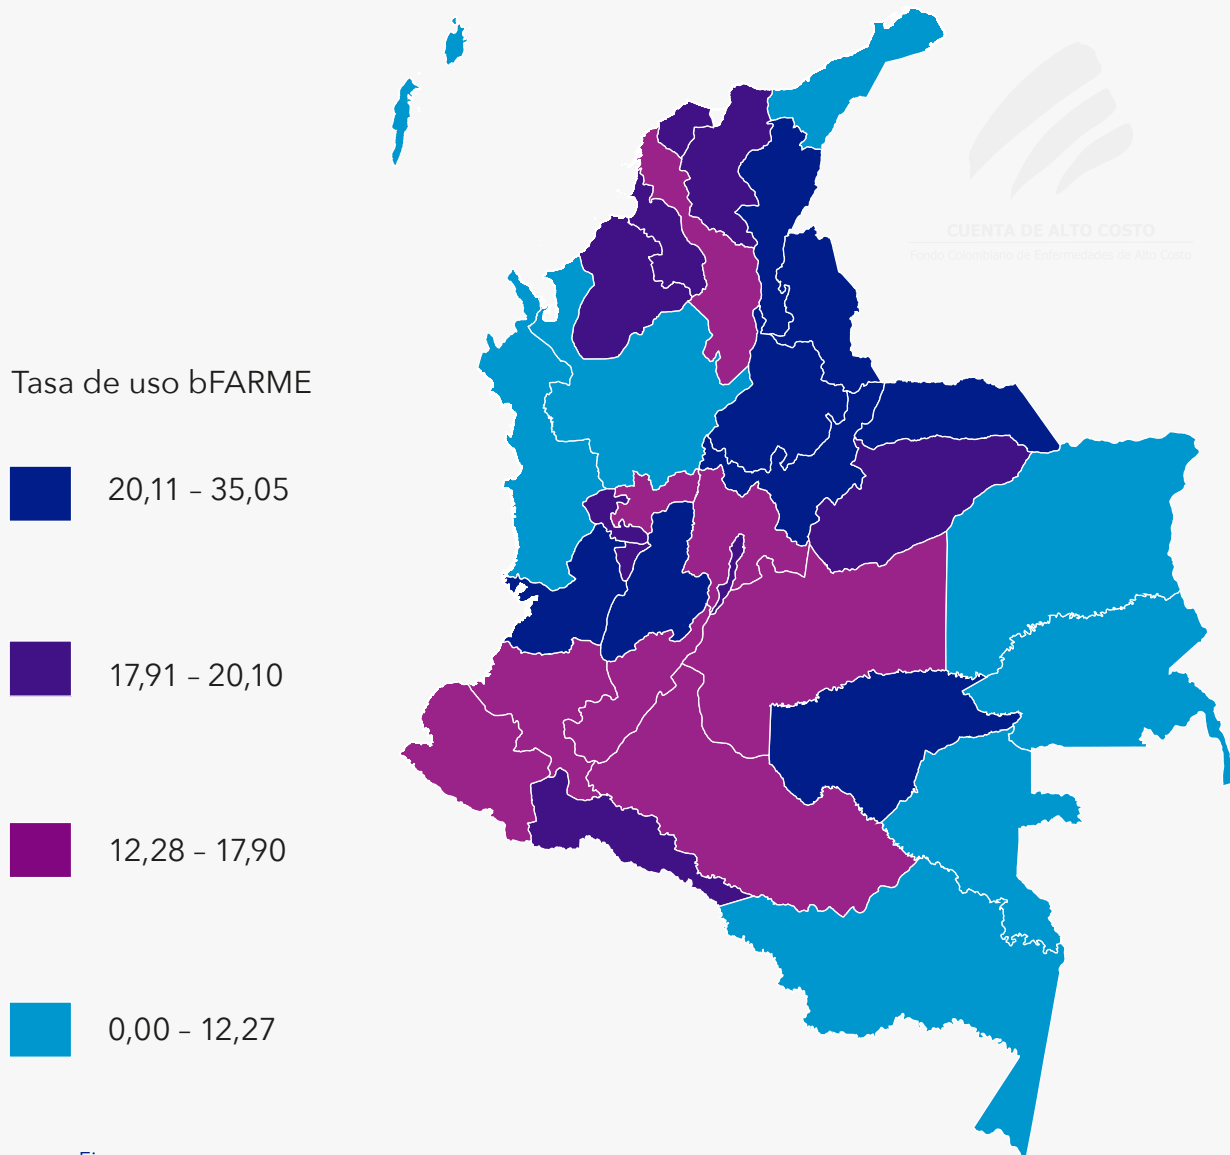 CUENTA DE ALTO COSTO
Fondo Colombiano de Enfermedades de Alto Costo
Tasa de uso bFARME
20,11 – 35,05
17,91 – 20,10
12,28 – 17,90
0,00 – 12,27